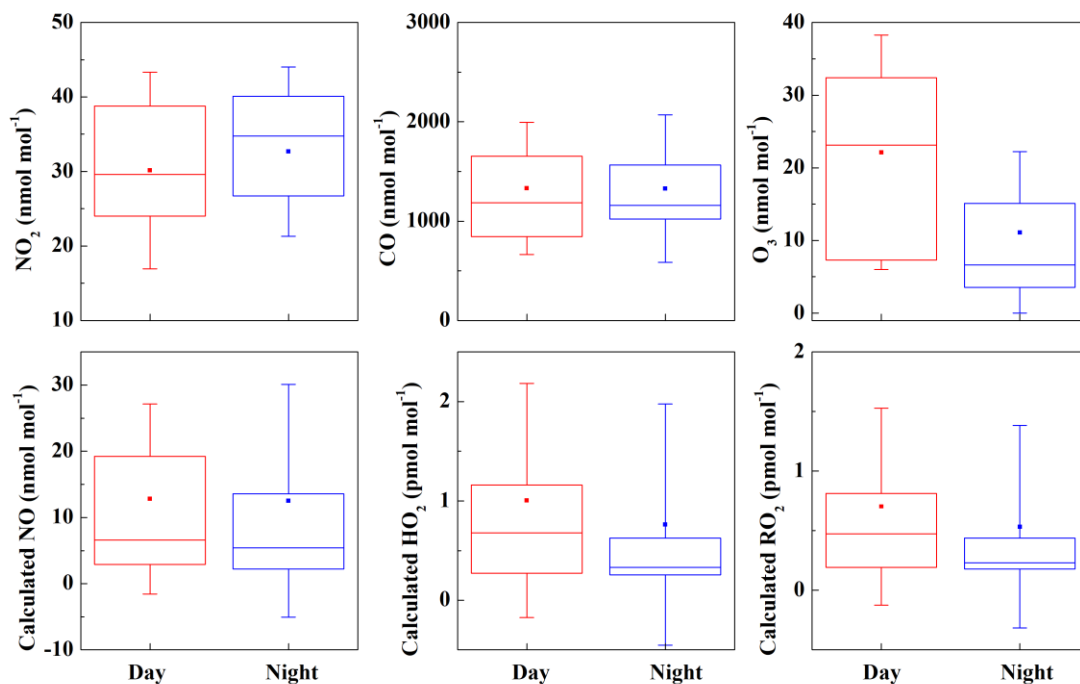 NO₂ (nmol mol⁻¹)
50
40
30
20
10
CO (nmol mol⁻¹)
3000
2000
1000
0
O₃ (nmol mol⁻¹)
40
30
20
10
0
Calculated NO (nmol mol⁻¹)
30
20
10
0
-10
Day Night
Calculated HO₂ (pmol mol⁻¹)
2
1
0
Day Night
Calculated RO₂ (pmol mol⁻¹)
2
1
0
Day Night